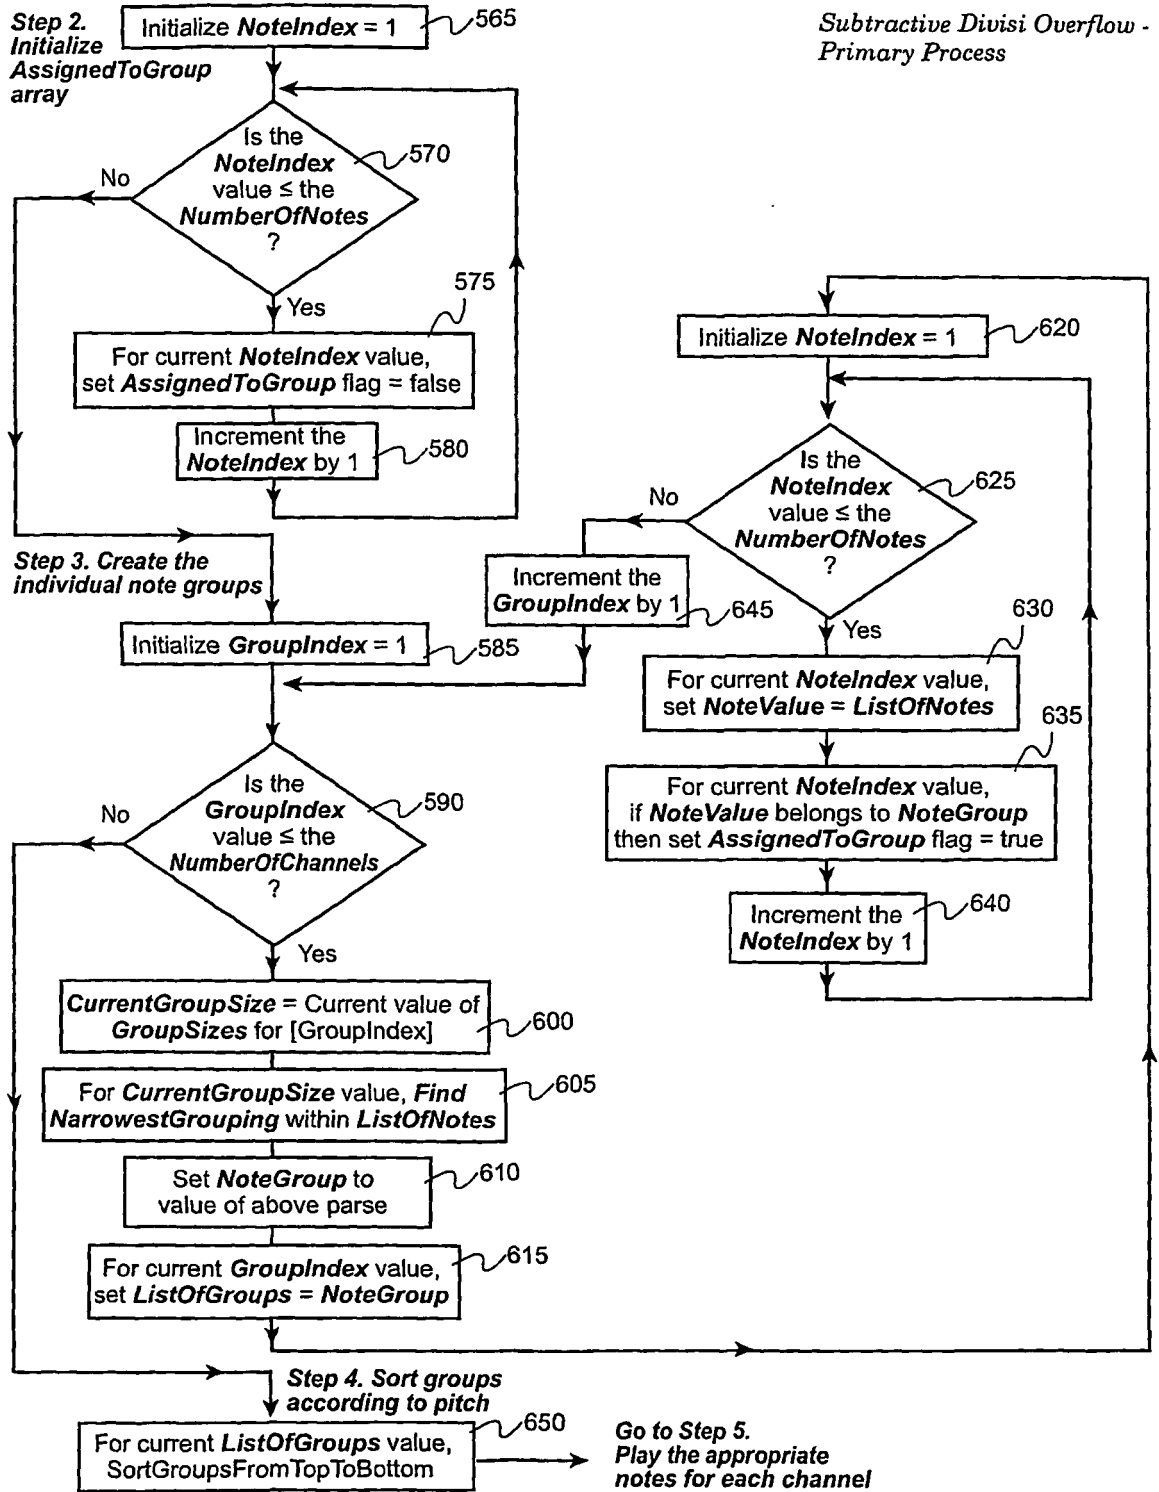 Step 2.
Initialize
AssignedToGroup
array
Initialize NoteIndex = 1
565
Subtractive Divisi Overflow -
Primary Process
Is the
NoteIndex
value ≤ the
NumberOfNotes
?
570
No
Yes
575
For current NoteIndex value,
set AssignedToGroup flag = false
Increment the
NoteIndex by 1
580
Step 3. Create the
individual note groups
Initialize GroupIndex = 1
585
Is the
GroupIndex
value ≤ the
NumberOfChannels
?
590
No
Yes
CurrentGroupSize = Current value of
GroupSizes for [GroupIndex]
600
For CurrentGroupSize value, Find
NarrowestGrouping within ListOfNotes
605
Set NoteGroup to
value of above parse
610
For current GroupIndex value,
set ListOfGroups = NoteGroup
615
Initialize NoteIndex = 1
620
Is the
NoteIndex
value ≤ the
NumberOfNotes
?
625
No
Yes
Increment the
GroupIndex by 1
645
630
For current NoteIndex value,
set NoteValue = ListOfNotes
635
For current NoteIndex value,
if NoteValue belongs to NoteGroup
then set AssignedToGroup flag = true
Increment the
NoteIndex by 1
640
Step 4. Sort groups
according to pitch
For current ListOfGroups value,
SortGroupsFromTopToBottom
650
Go to Step 5.
Play the appropriate
notes for each channel